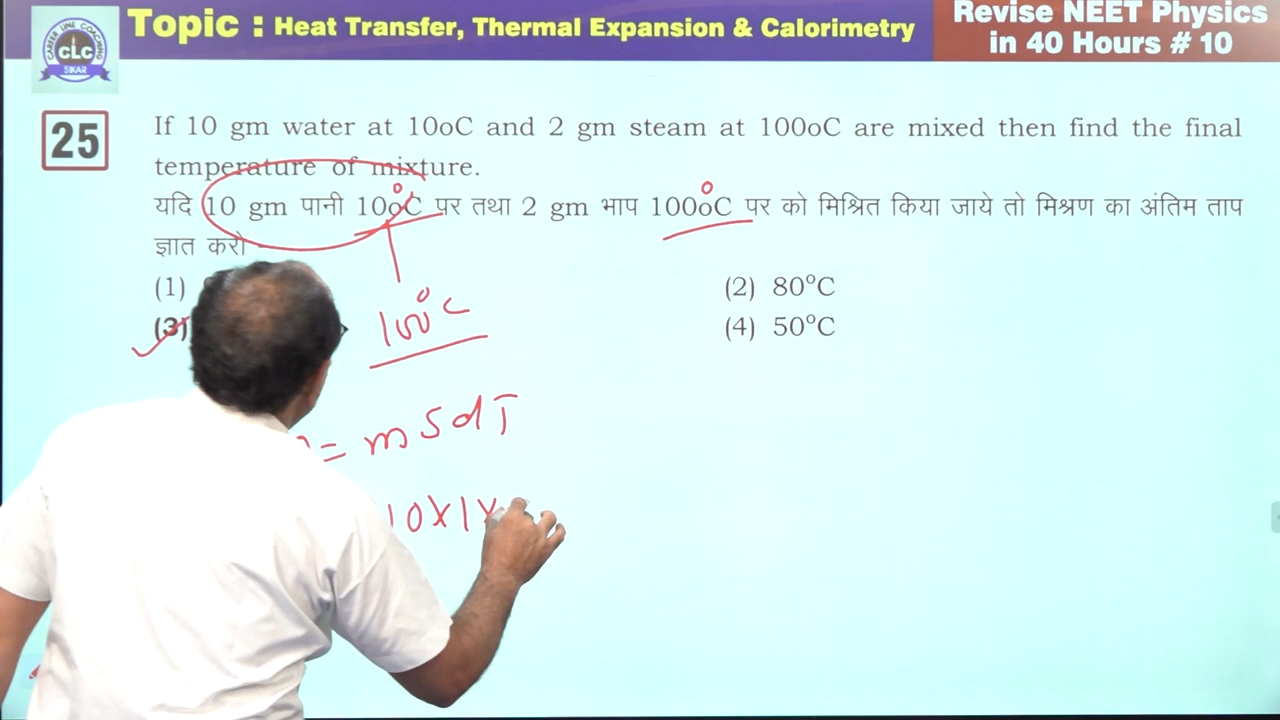 Topic : Heat Transfer, Thermal Expansion & Calorimetry
Revise NEET Physics
in 40 Hours # 10
CAREER LINE COACHING
CLC
SIKAR
25
If 10 gm water at 10oC and 2 gm steam at 100oC are mixed then find the final
temperature of mixture.
यदि 10 gm पानी 10oC पर तथा 2 gm भाप 100oC पर को मिश्रित किया जाये तो मिश्रण का अंतिम ताप
ज्ञात करो
(1)
(2) 80°C
(3)
(4) 50°C
100°C
= msdT
10×1×